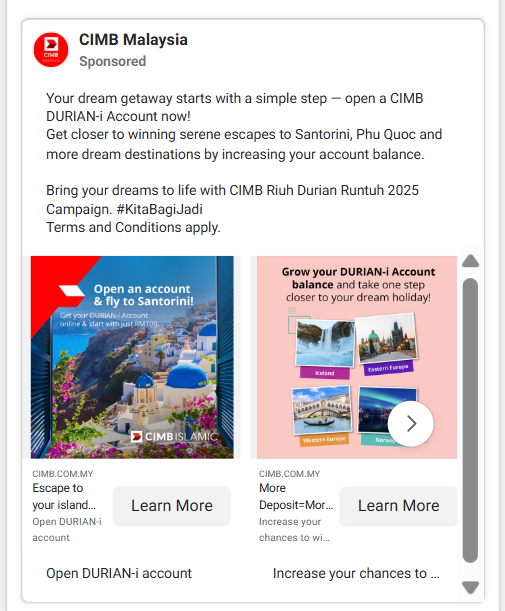 CIMB Malaysia
Sponsored
Your dream getaway starts with a simple step — open a CIMB
DURIAN-i Account now!
Get closer to winning serene escapes to Santorini, Phu Quoc and
more dream destinations by increasing your account balance.
Bring your dreams to life with CIMB Riuh Durian Runtuh 2025
Campaign. #KitaBagiJadi
Terms and Conditions apply.
Open an account
& fly to Santorini!
Get your DURIAN-i Account
online & start with just RM100.
CIMB ISLAMIC
Grow your DURIAN-i Account
balance and take one step
closer to your dream holiday!
Iceland
Eastern Europe
Western Europe
Norway
CIMB.COM.MY
Escape to
your island...
Open DURIAN-i
account
Learn More
CIMB.COM.MY
More
Deposit=Mor...
Increase your
chances to wi...
Learn More
Open DURIAN-i account
Increase your chances to ...